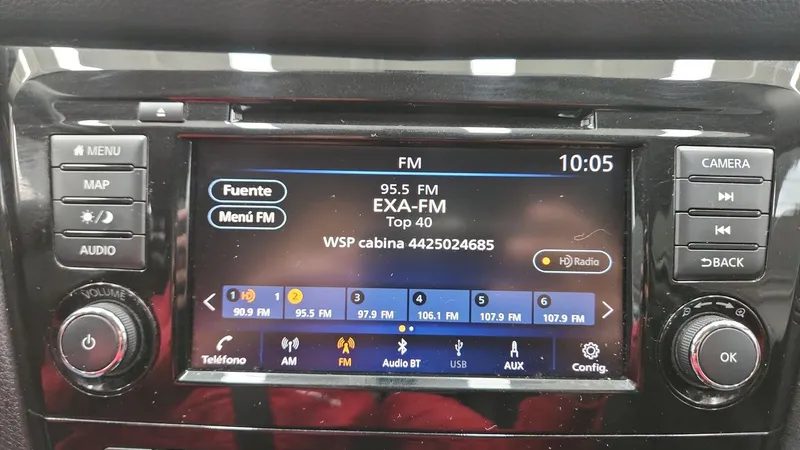 MENU
MAP
AUDIO
VOLUME
FM 10:05
Fuente
Menú FM
95.5 FM
EXA-FM
Top 40
WSP cabina 4425024685
HD Radio
1 HD 1 2 3 4 5 6
90.9 FM 95.5 FM 97.9 FM 106.1 FM 107.9 FM 107.9 FM
Teléfono AM FM Audio BT USB AUX Config.
CAMERA
BACK
OK